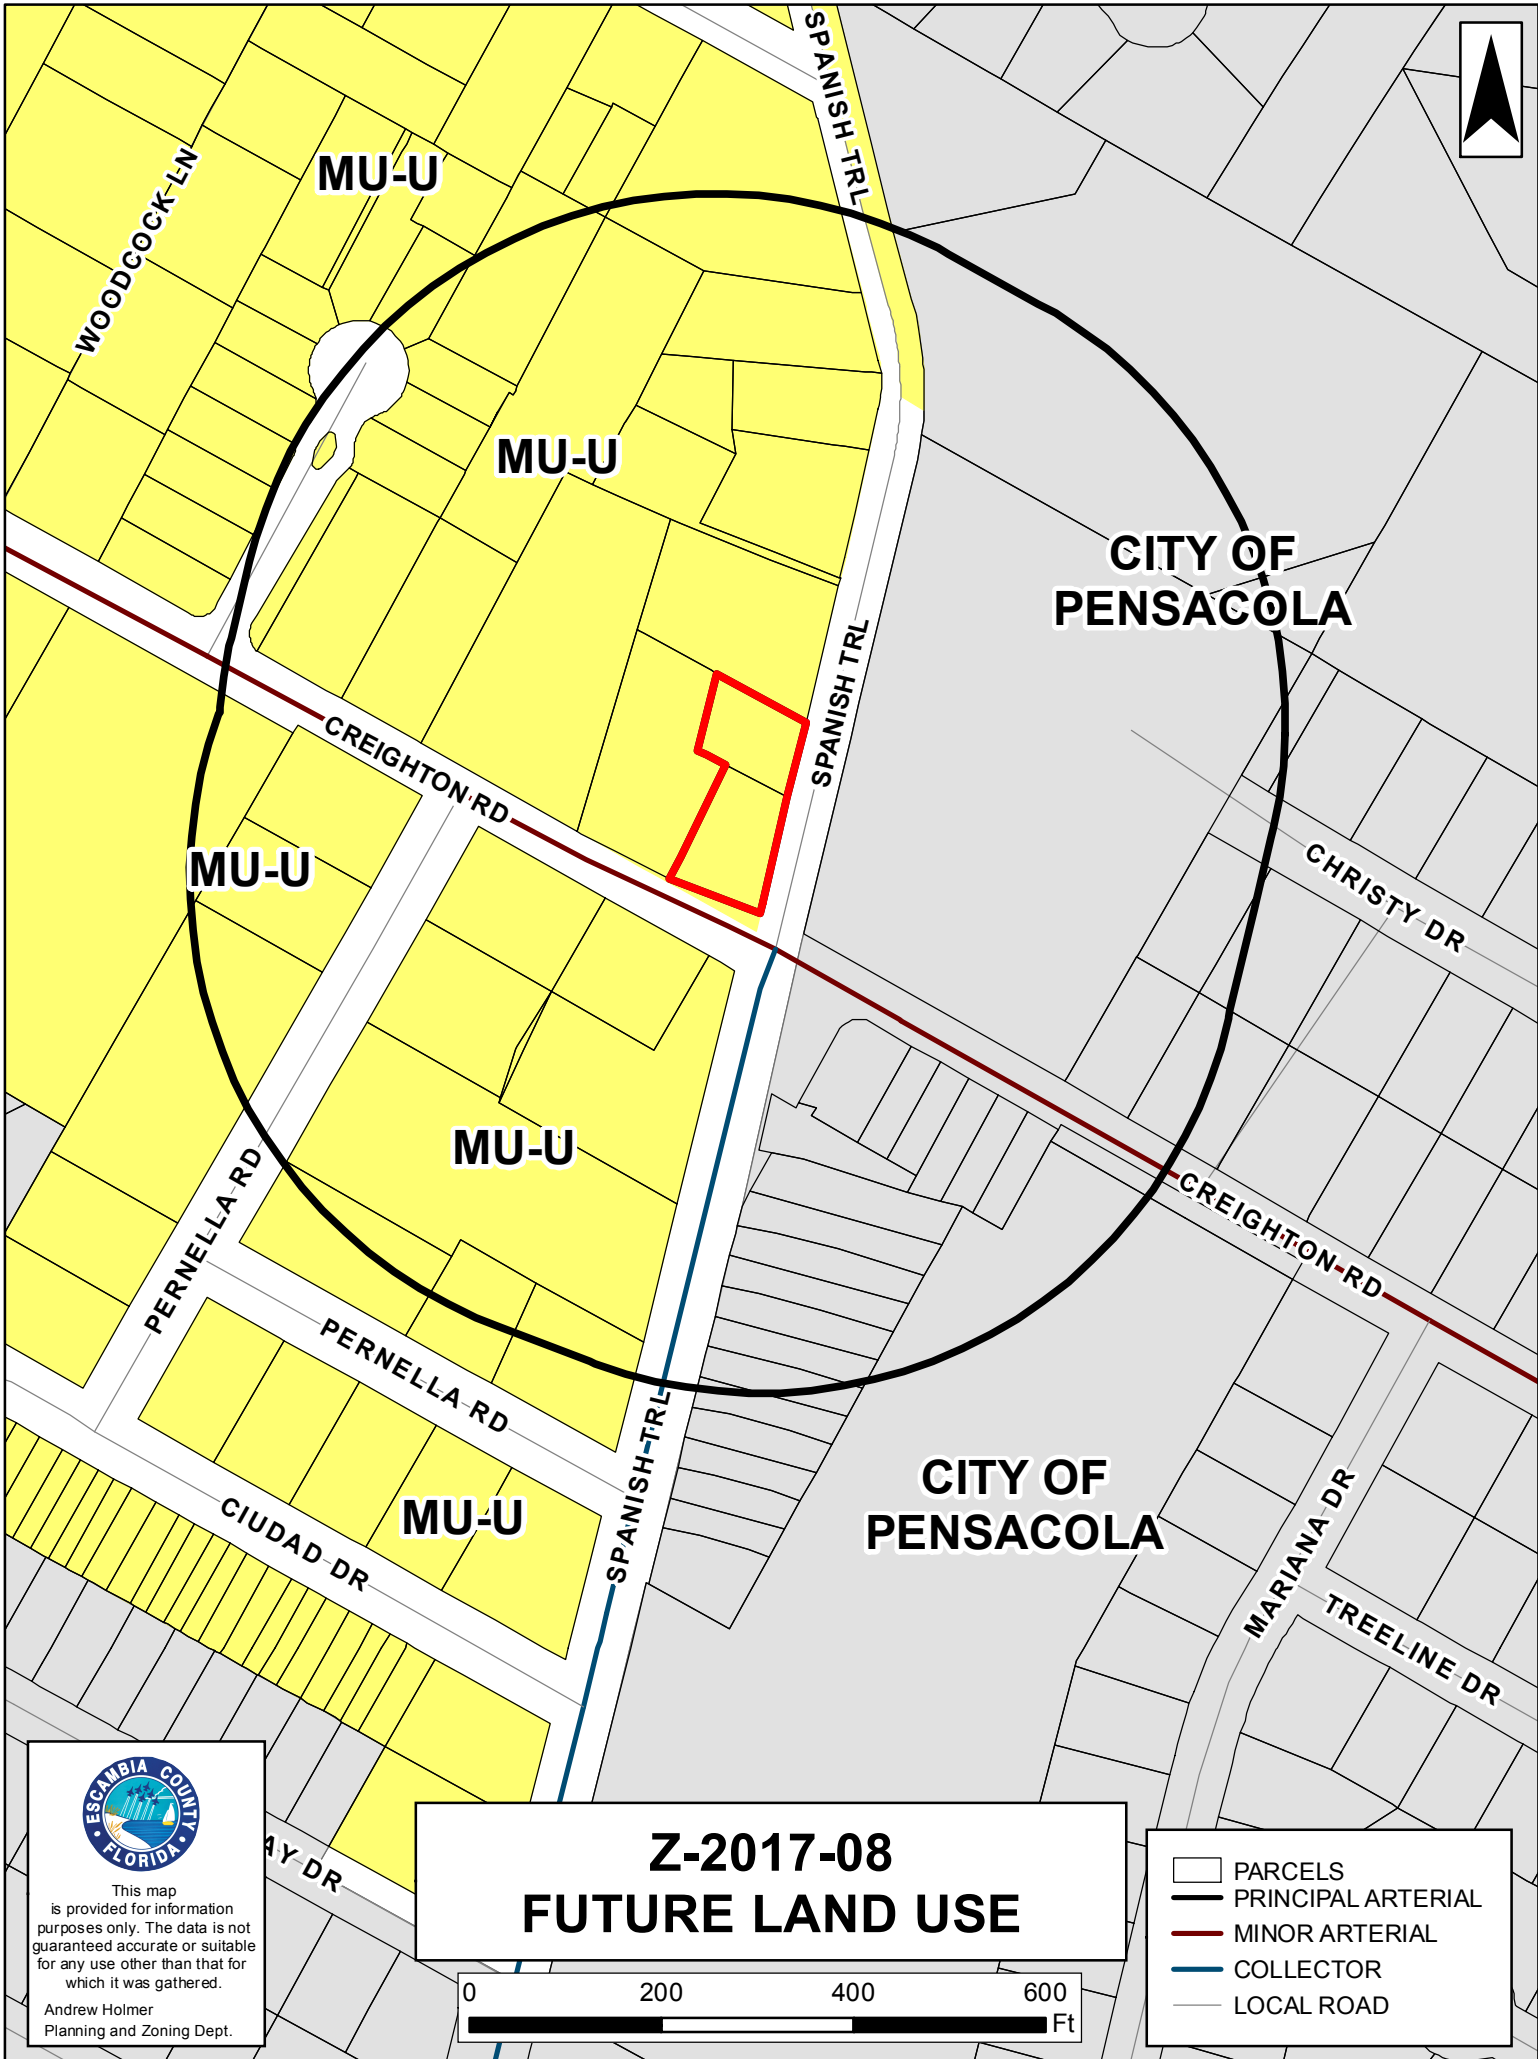 SPANISH TRL
WOODCOCK LN
MU-U
MU-U
CITY OF
PENSACOLA
SPANISH TRL
CREIGHTON RD
MU-U
CHRISTY DR
MU-U
PERNELLA RD
CREIGHTON RD
PERNELLA RD
SPANISH TRL
CITY OF
PENSACOLA
MU-U
CIUDAD DR
MARIANA DR
TREELINE DR
AY DR
ESCAMBIA COUNTY
FLORIDA
This map
is provided for information
purposes only. The data is not
guaranteed accurate or suitable
for any use other than that for
which it was gathered.
Andrew Holmer
Planning and Zoning Dept.
Z-2017-08
FUTURE LAND USE
0 200 400 600
Ft
PARCELS
PRINCIPAL ARTERIAL
MINOR ARTERIAL
COLLECTOR
LOCAL ROAD